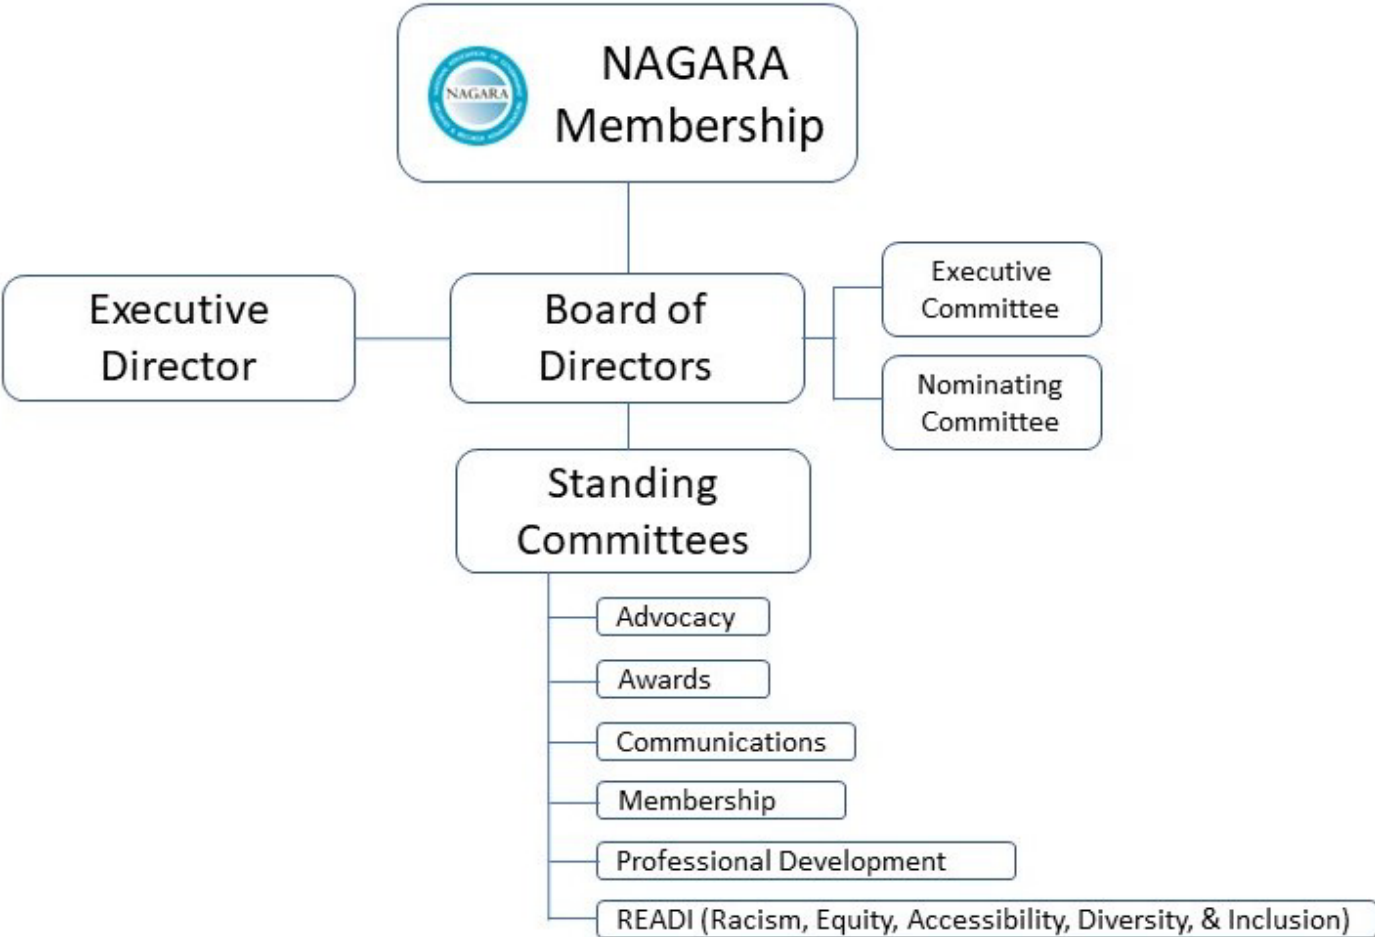 NAGARA
NAGARA
Membership
Executive
Director
Board of
Directors
Executive
Committee
Nominating
Committee
Standing
Committees
Advocacy
Awards
Communications
Membership
Professional Development
READI (Racism, Equity, Accessibility, Diversity, & Inclusion)